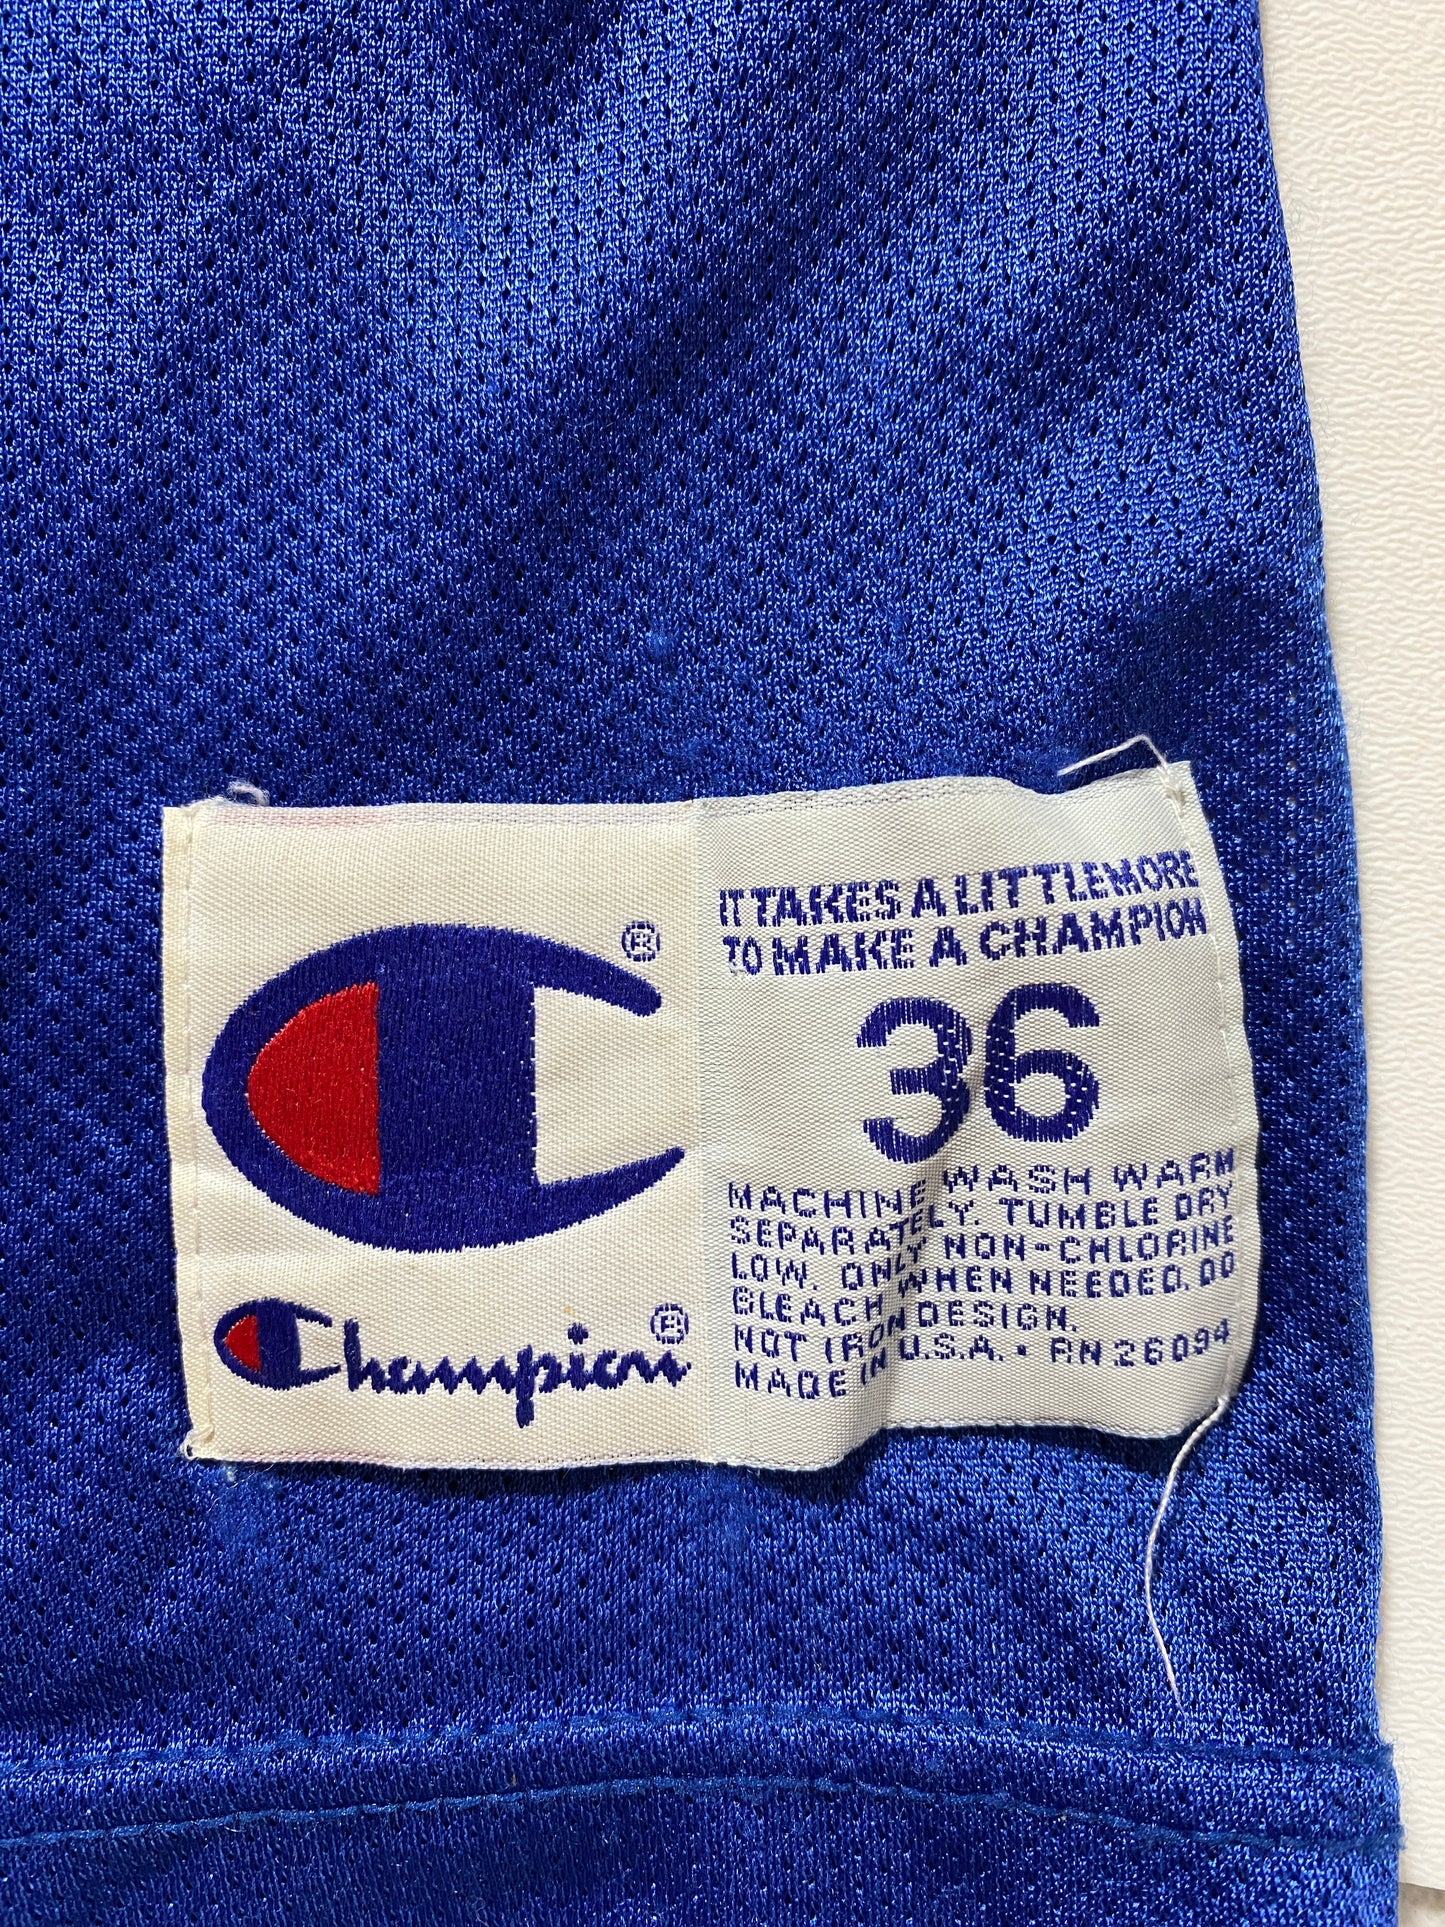 Champion
IT TAKES A LITTLE MORE
TO MAKE A CHAMPION
36
MACHINE WASH WARM
SEPARATELY. TUMBLE DRY
LOW. ONLY NON-CHLORINE
BLEACH WHEN NEEDED. DO
NOT IRON DESIGN.
MADE IN U.S.A. • RN 26094